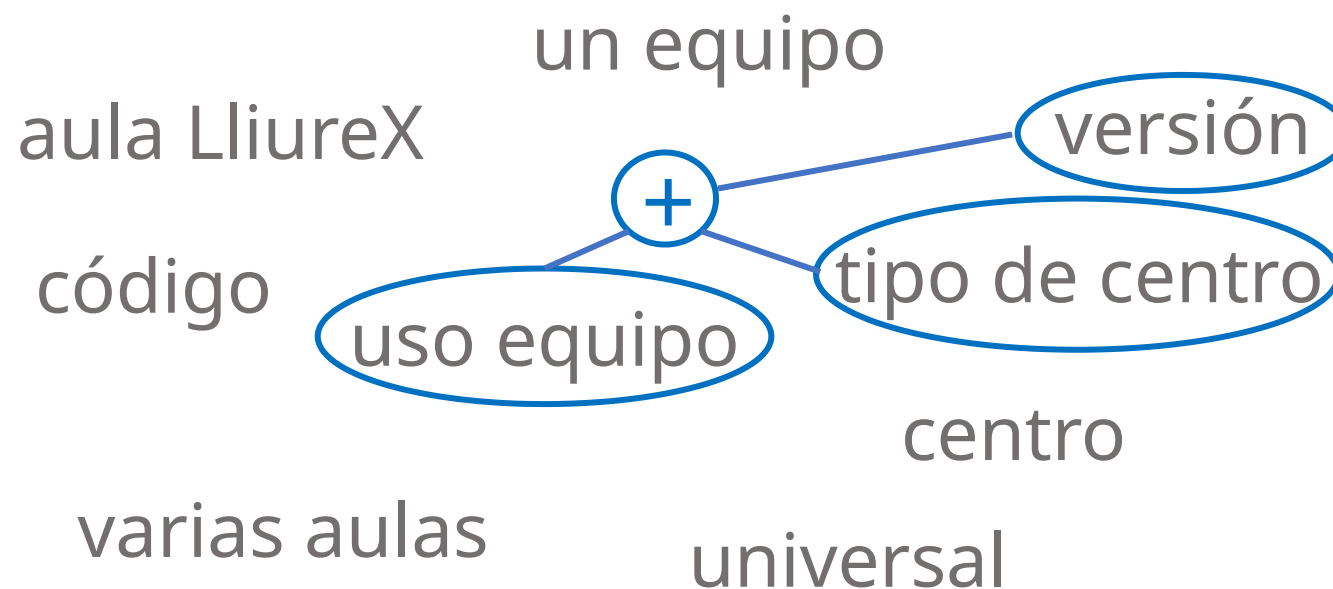 un equipo
aula LliureX
versión
+
código
tipo de centro
uso equipo
centro
varias aulas
universal